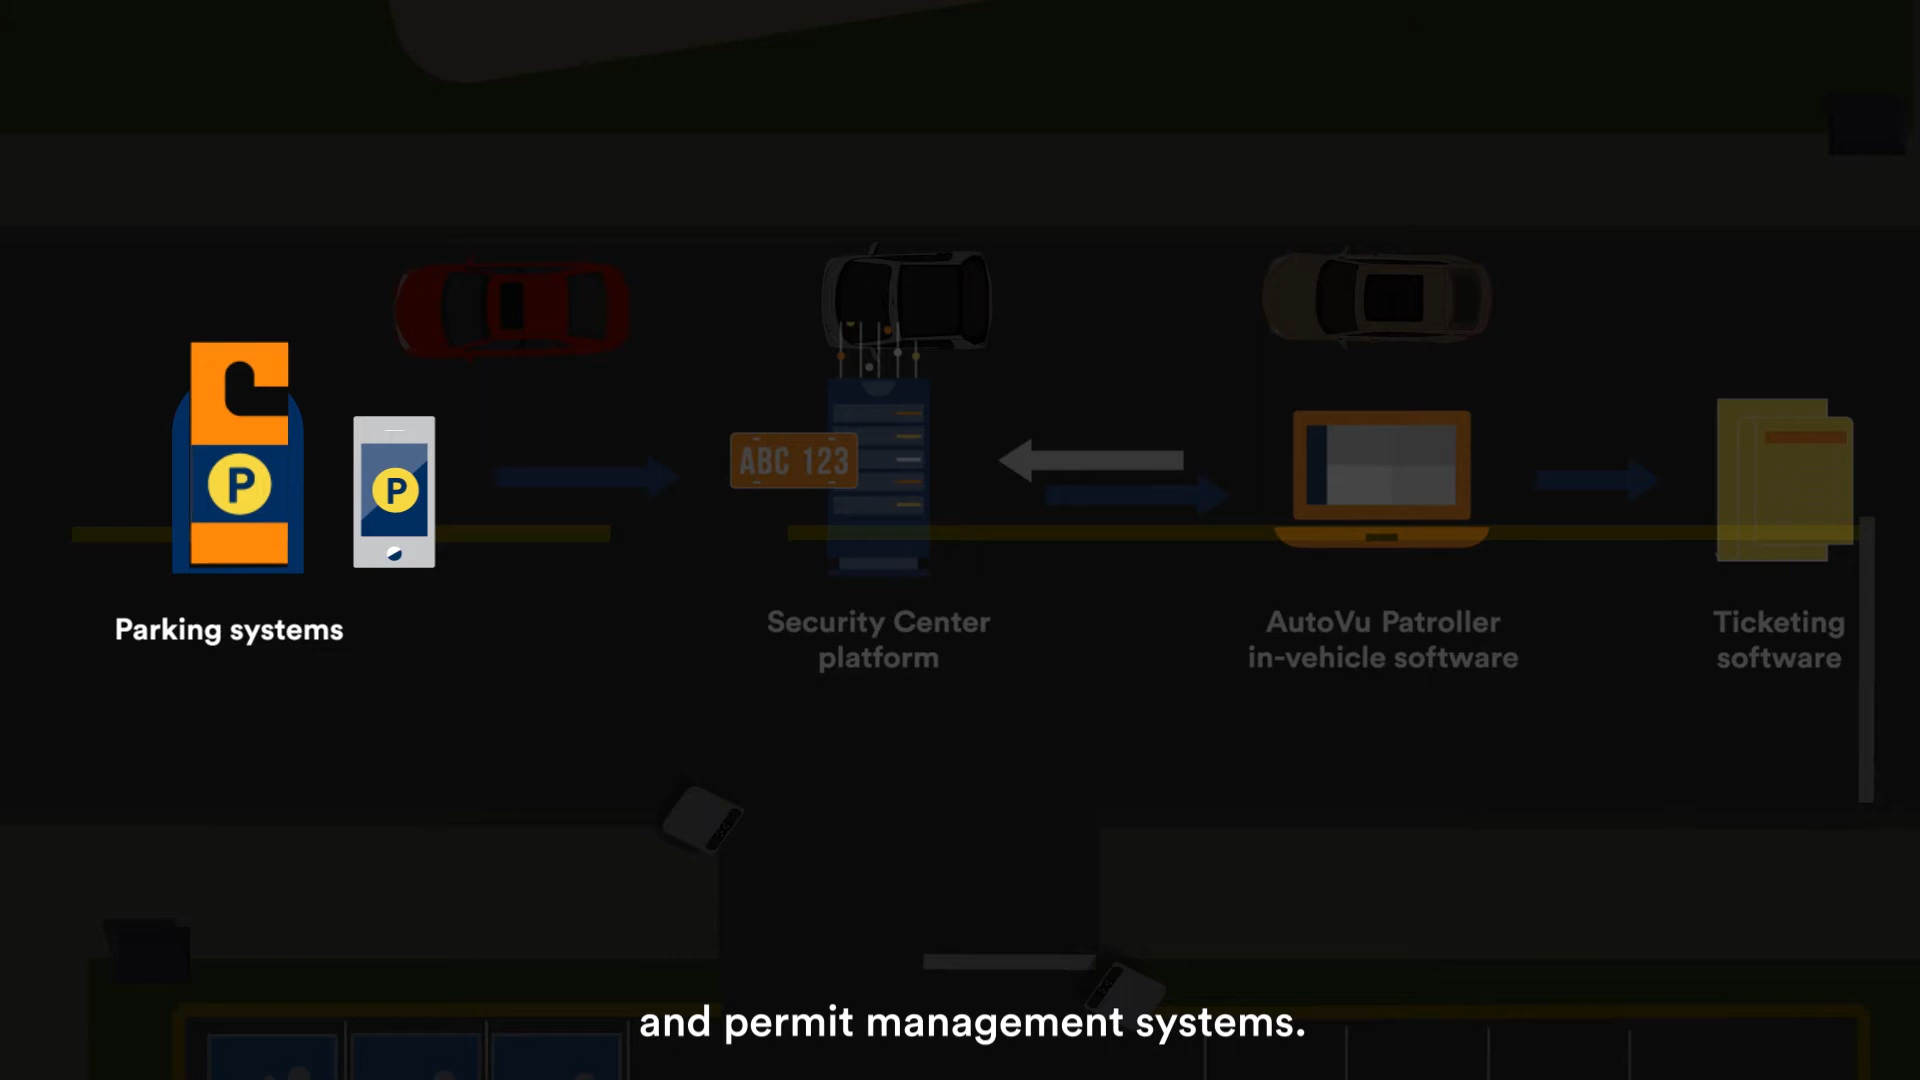 P
P
ABC 123
Parking systems
Security Center
platform
AutoVu Patroller
in-vehicle software
Ticketing
software
and permit management systems.